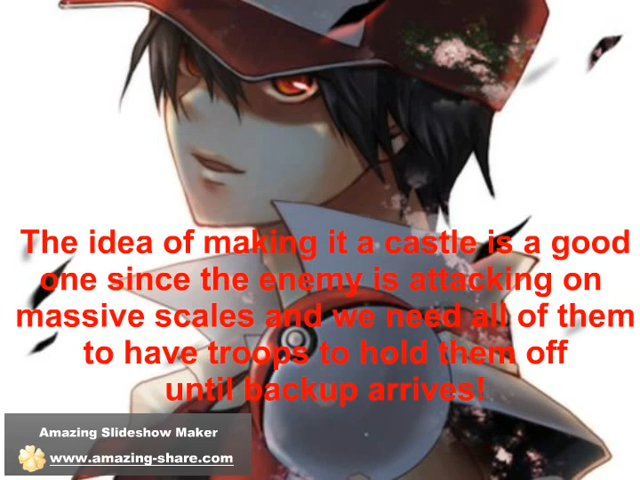 The idea of making it a castle is a good
one since the enemy is attacking on
massive scales and we need all of them
to have troops to hold them off
until backup arrives!
Amazing Slideshow Maker
www.amazing-share.com